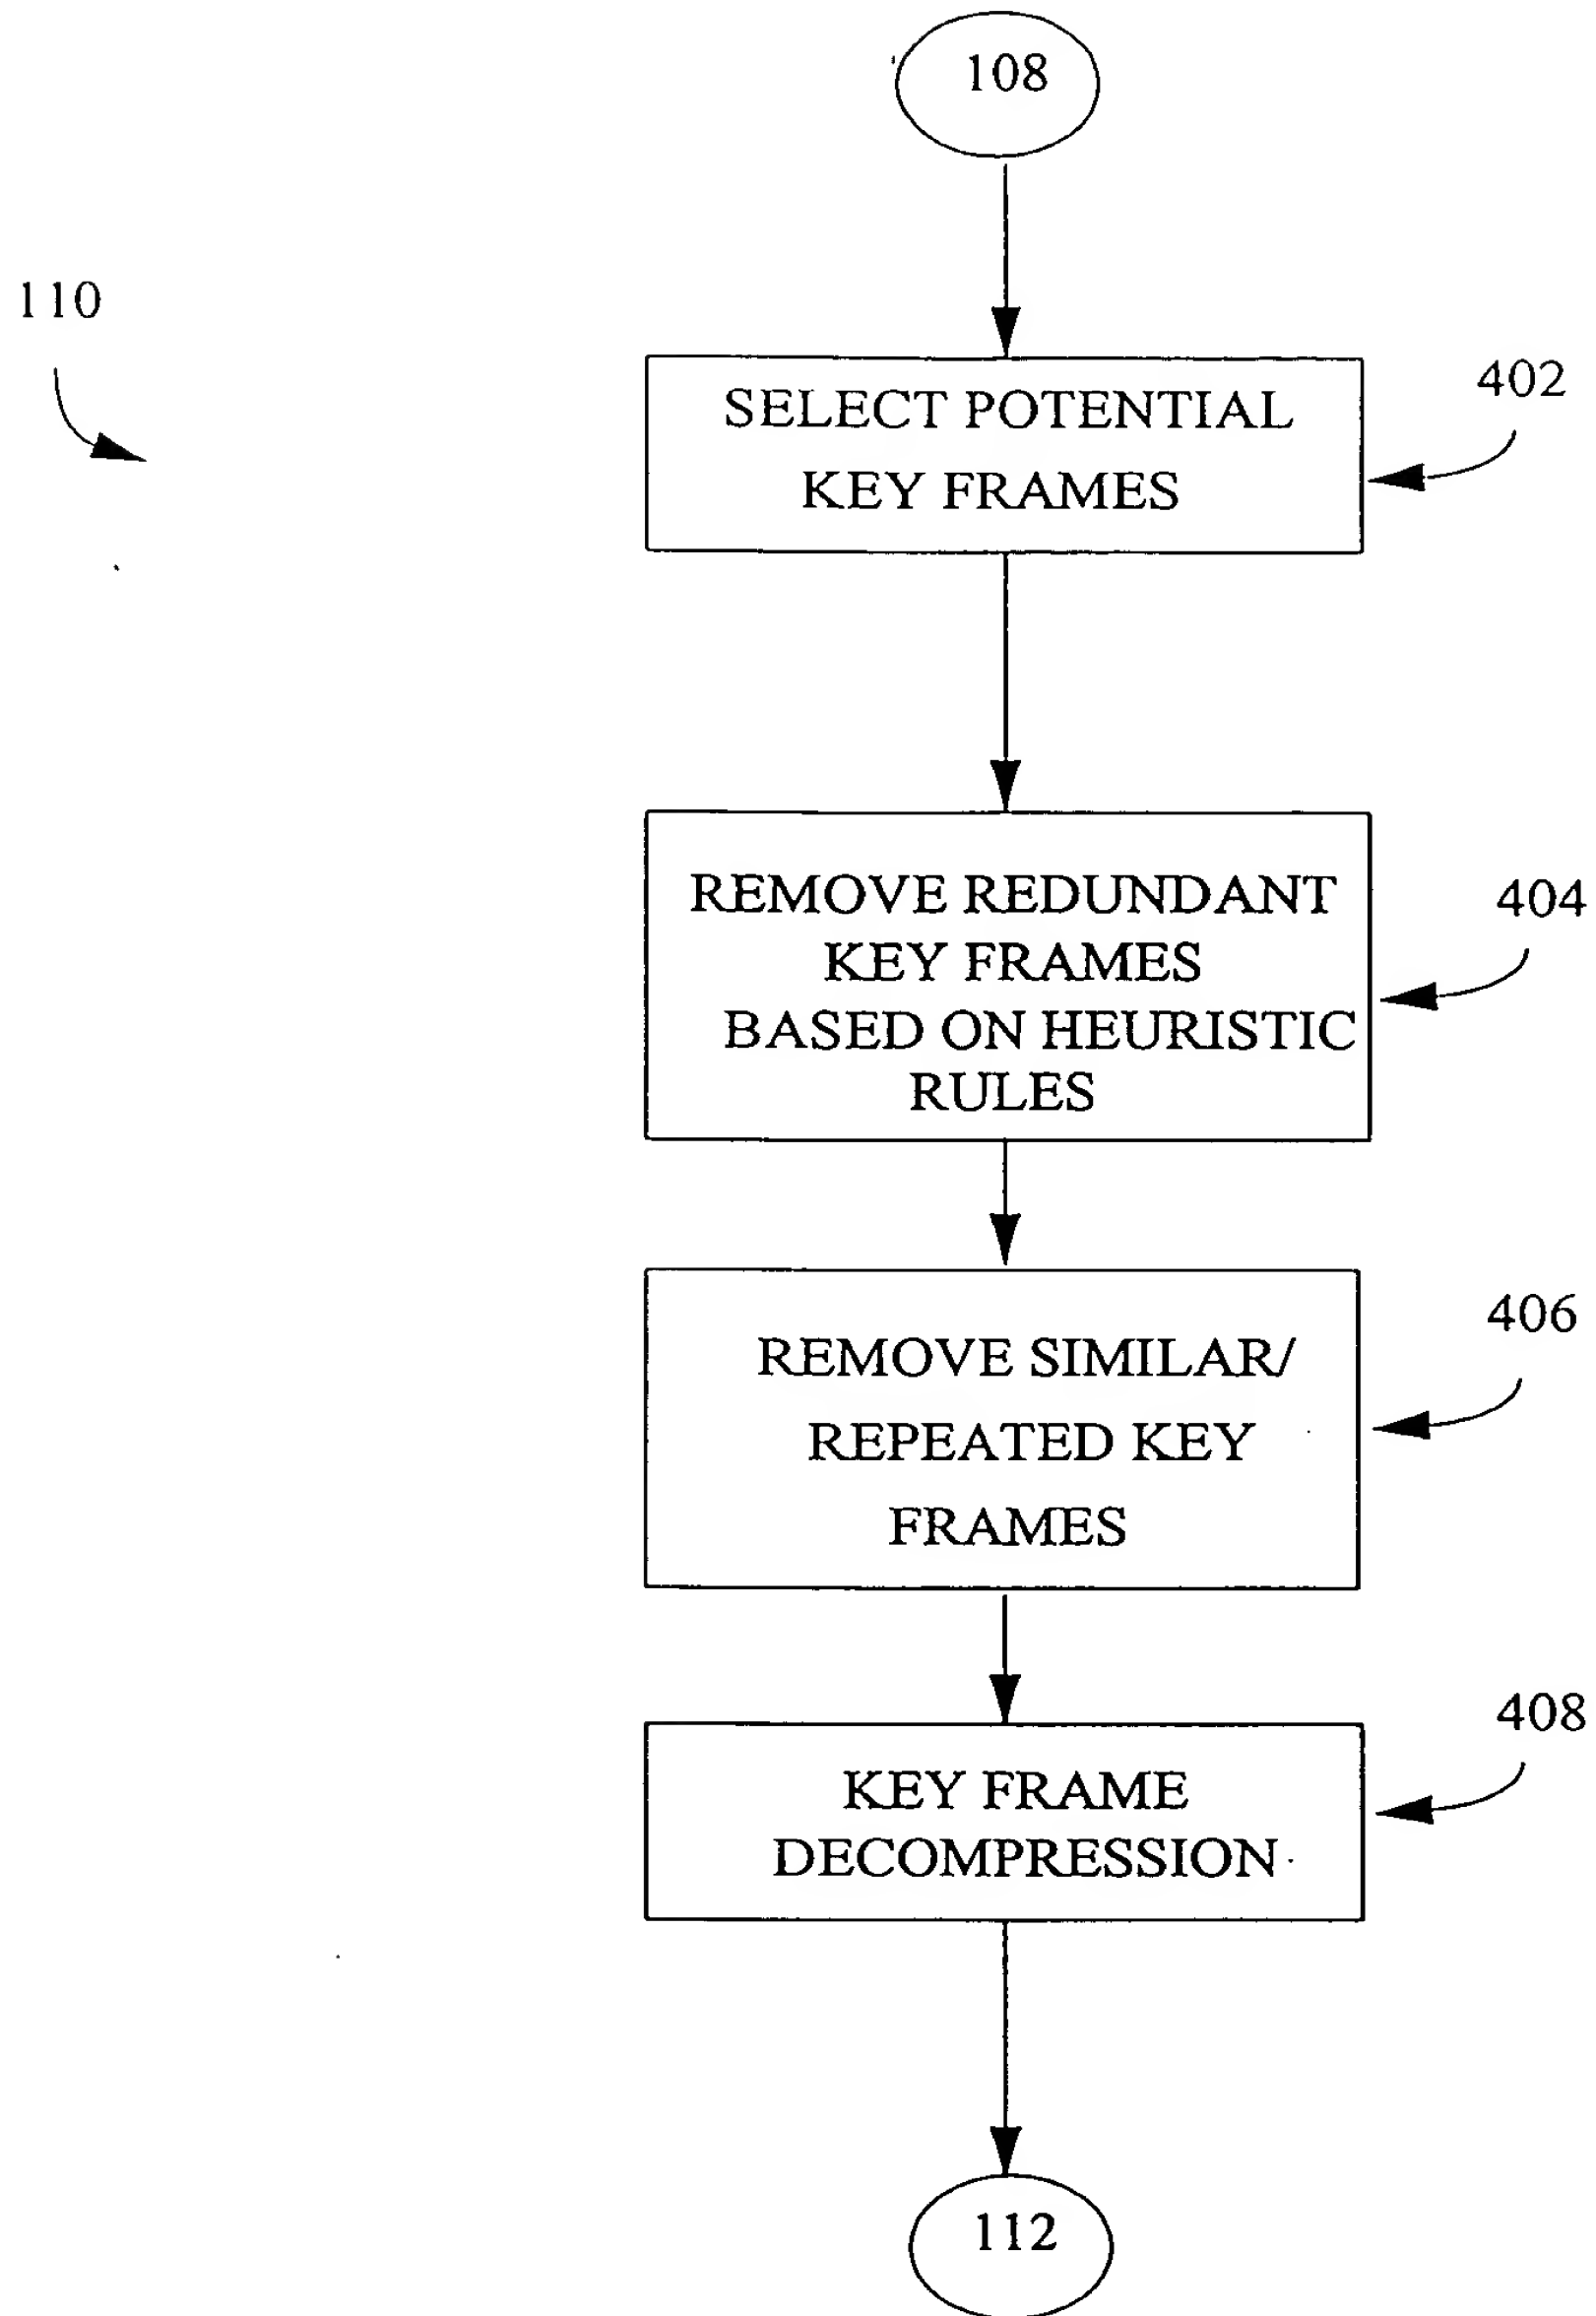 108
110
SELECT POTENTIAL
KEY FRAMES
402
REMOVE REDUNDANT
KEY FRAMES
BASED ON HEURISTIC
RULES
404
REMOVE SIMILAR/
REPEATED KEY
FRAMES
406
KEY FRAME
DECOMPRESSION
408
112